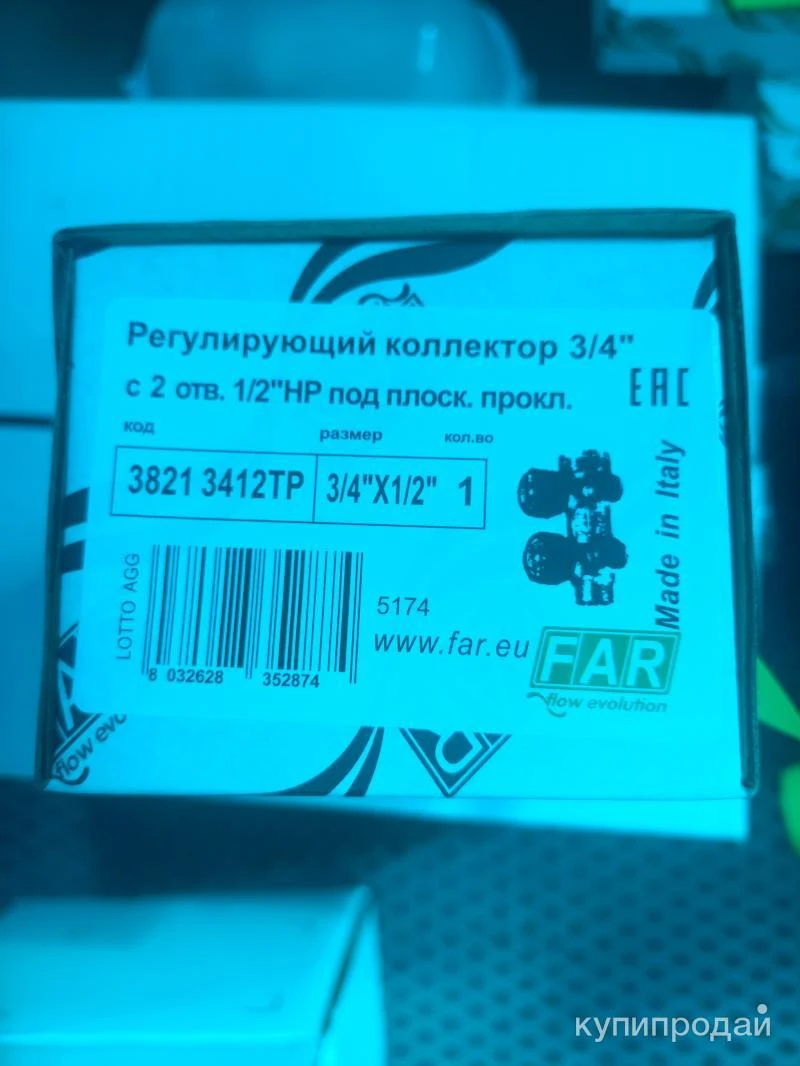 Регулирующий коллектор 3/4"
с 2 отв. 1/2"НР под плоск. прокл.
EAC
код размер кол.во
3821 3412TP 3/4"X1/2" 1
Made in Italy
LOTTO AGG
8 032628 352874
5174
www.far.eu
FAR
flow evolution
flow evo
купипродай